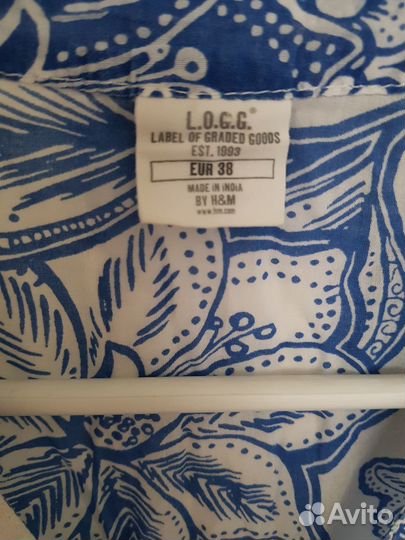 L.O.G.G.®
LABEL OF GRADED GOODS
EST. 1993
EUR 38
MADE IN INDIA
BY H&M
www.hm.com
Avito